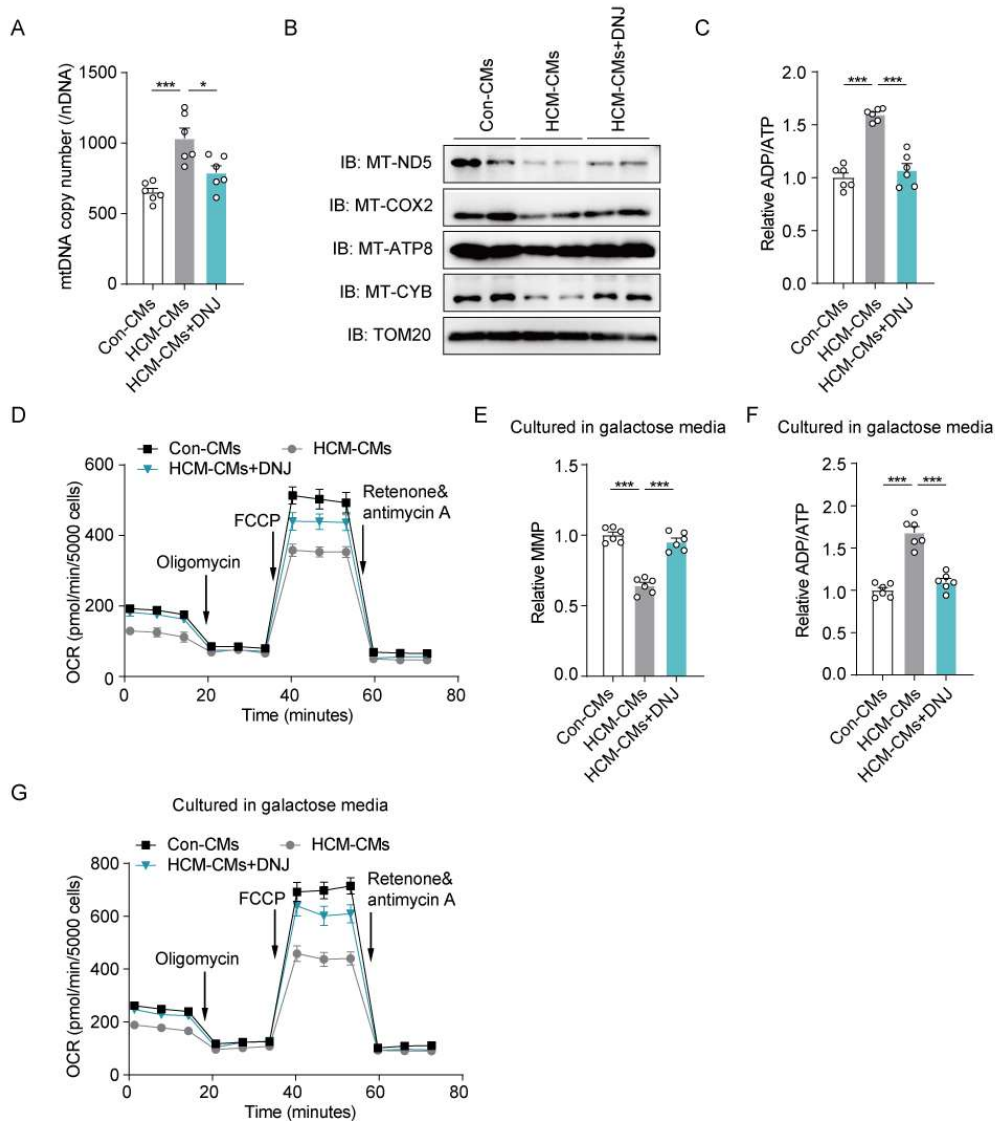 A
mtDNA copy number (/nDNA)
1500
1000
500
0
***
*
Con-CMs
HCM-CMs
HCM-CMs+DNJ
B
Con-CMs
HCM-CMs
HCM-CMs+DNJ
IB: MT-ND5
IB: MT-COX2
IB: MT-ATP8
IB: MT-CYB
IB: TOM20
C
Relative ADP/ATP
2.0
1.5
1.0
0.5
0.0
***
***
Con-CMs
HCM-CMs
HCM-CMs+DNJ
D
Con-CMs
HCM-CMs
HCM-CMs+DNJ
OCR (pmol/min/5000 cells)
600
400
200
0
Oligomycin
FCCP
Retenone&
antimycin A
0
20
40
60
80
Time (minutes)
E
Cultured in galactose media
Relative MMP
1.5
1.0
0.5
0.0
***
***
Con-CMs
HCM-CMs
HCM-CMs+DNJ
F
Cultured in galactose media
Relative ADP/ATP
2.0
1.5
1.0
0.5
0.0
***
***
Con-CMs
HCM-CMs
HCM-CMs+DNJ
G
Cultured in galactose media
Con-CMs
HCM-CMs
HCM-CMs+DNJ
OCR (pmol/min/5000 cells)
800
600
400
200
0
Oligomycin
FCCP
Retenone&
antimycin A
0
20
40
60
80
Time (minutes)